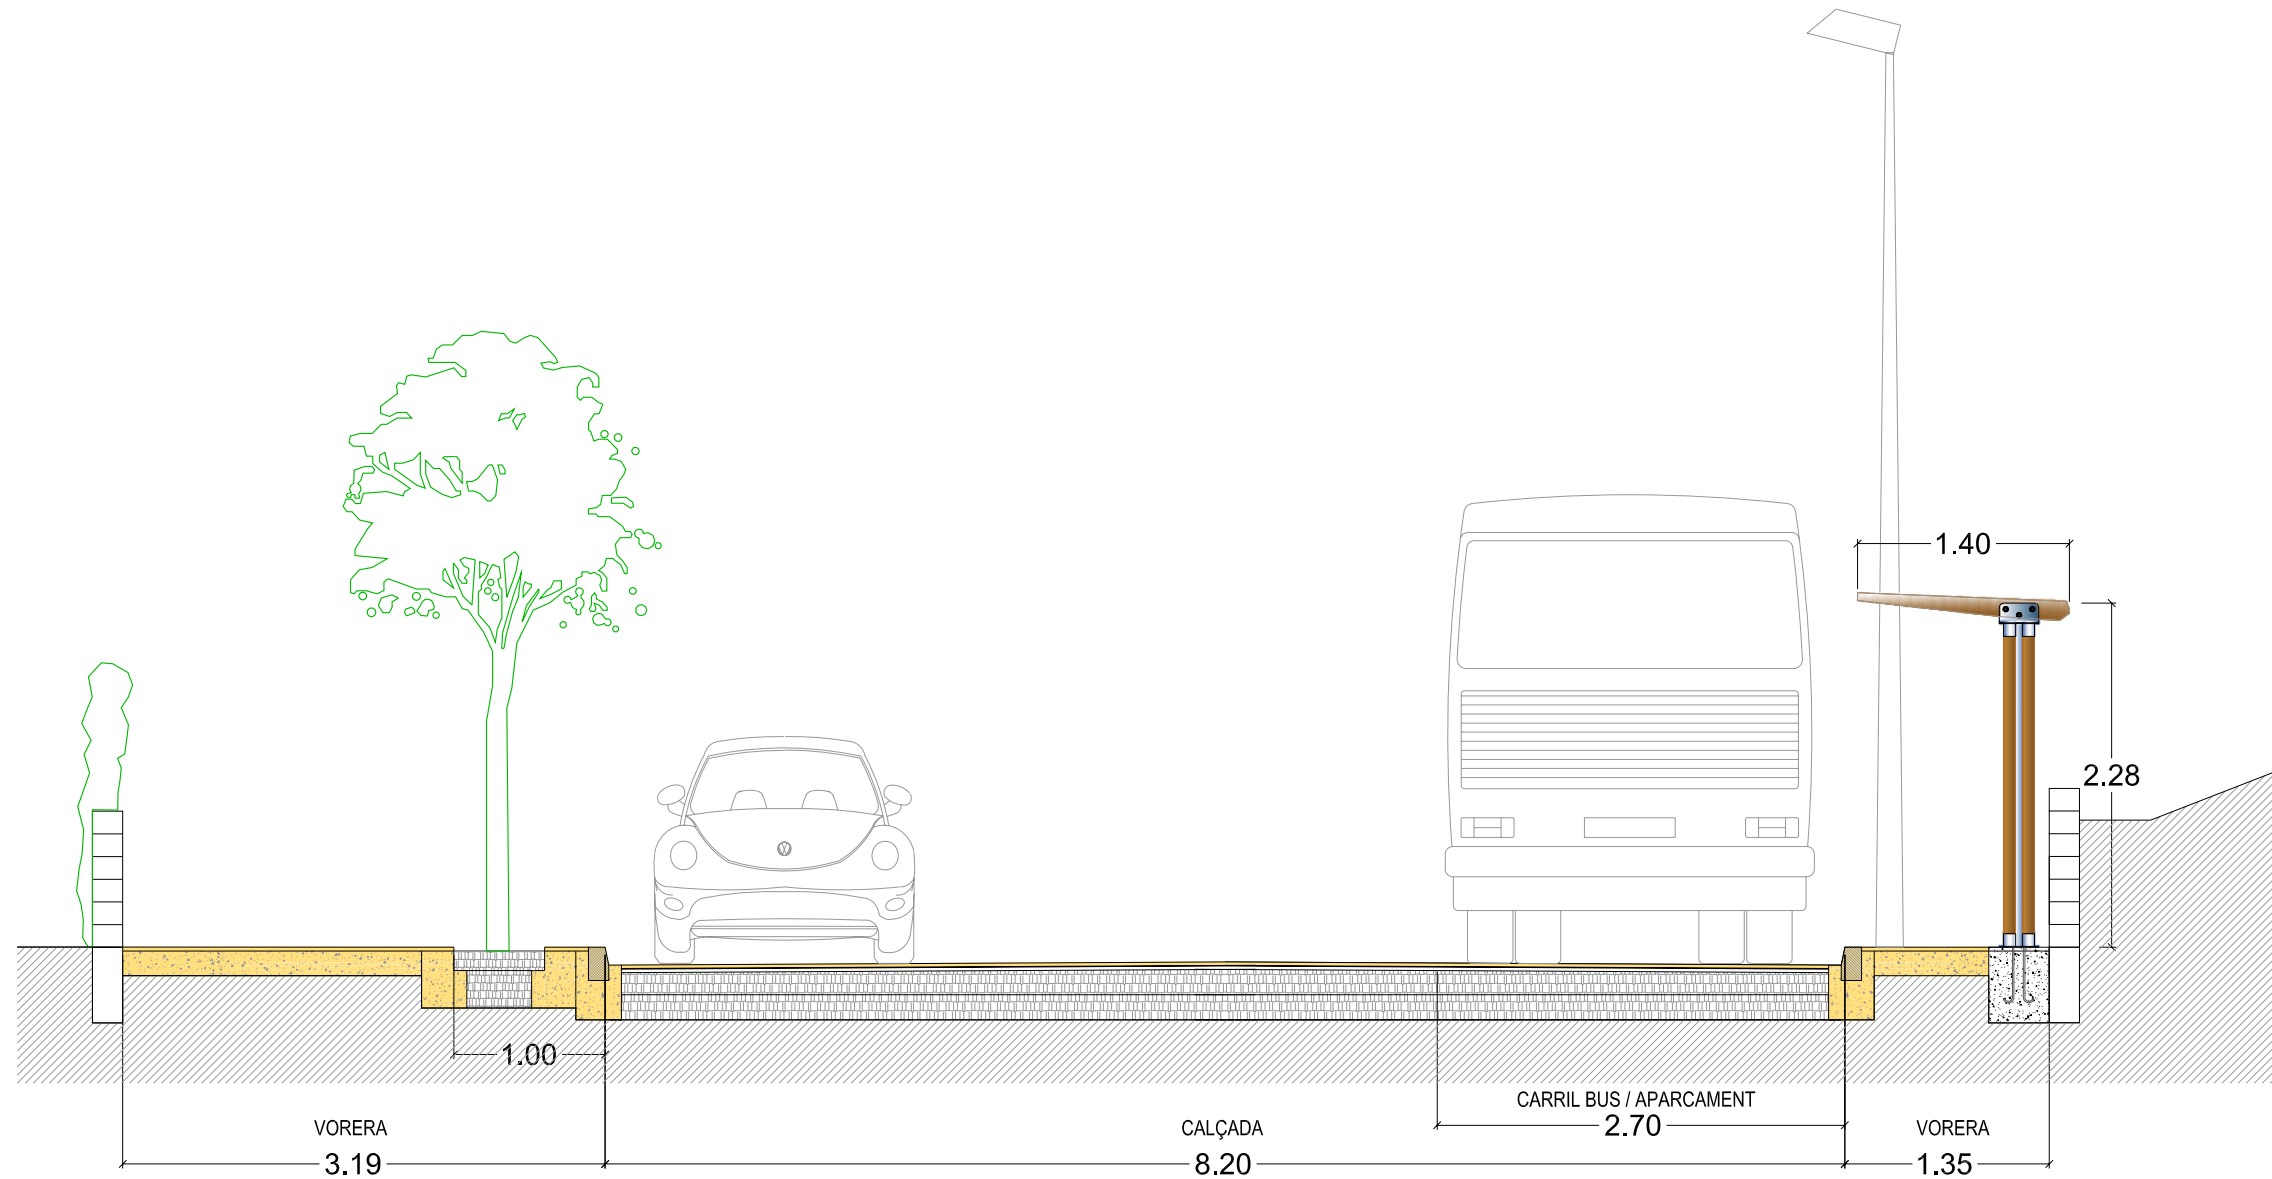 1.40
2.28
1.00
CARRIL BUS / APARCAMENT
2.70
VORERA
3.19
CALÇADA
8.20
VORERA
1.35